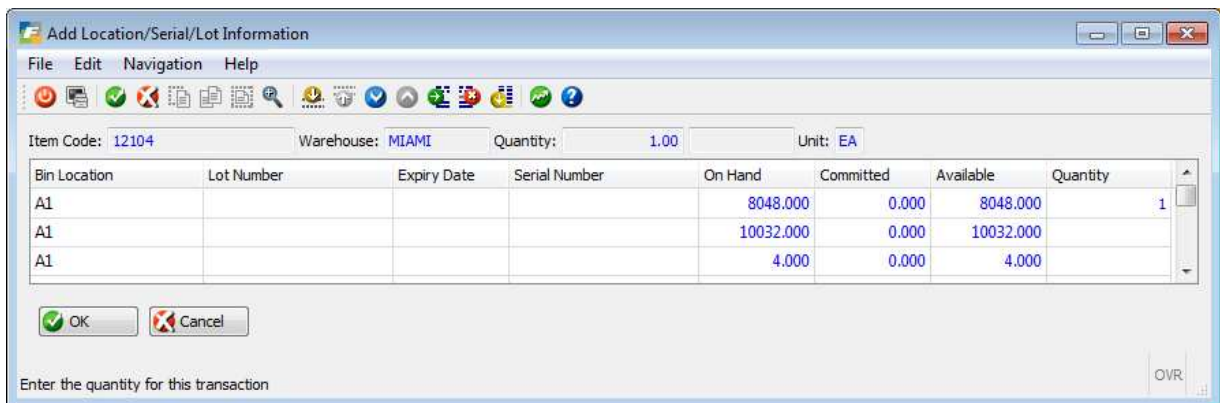 Add Location/Serial/Lot Information
File Edit Navigation Help
Item Code: 12104 Warehouse: MIAMI Quantity: 1.00 Unit: EA
Bin Location Lot Number Expiry Date Serial Number On Hand Committed Available Quantity
A1 8048.000 0.000 8048.000 1
A1 10032.000 0.000 10032.000
A1 4.000 0.000 4.000
OK Cancel
Enter the quantity for this transaction OVR